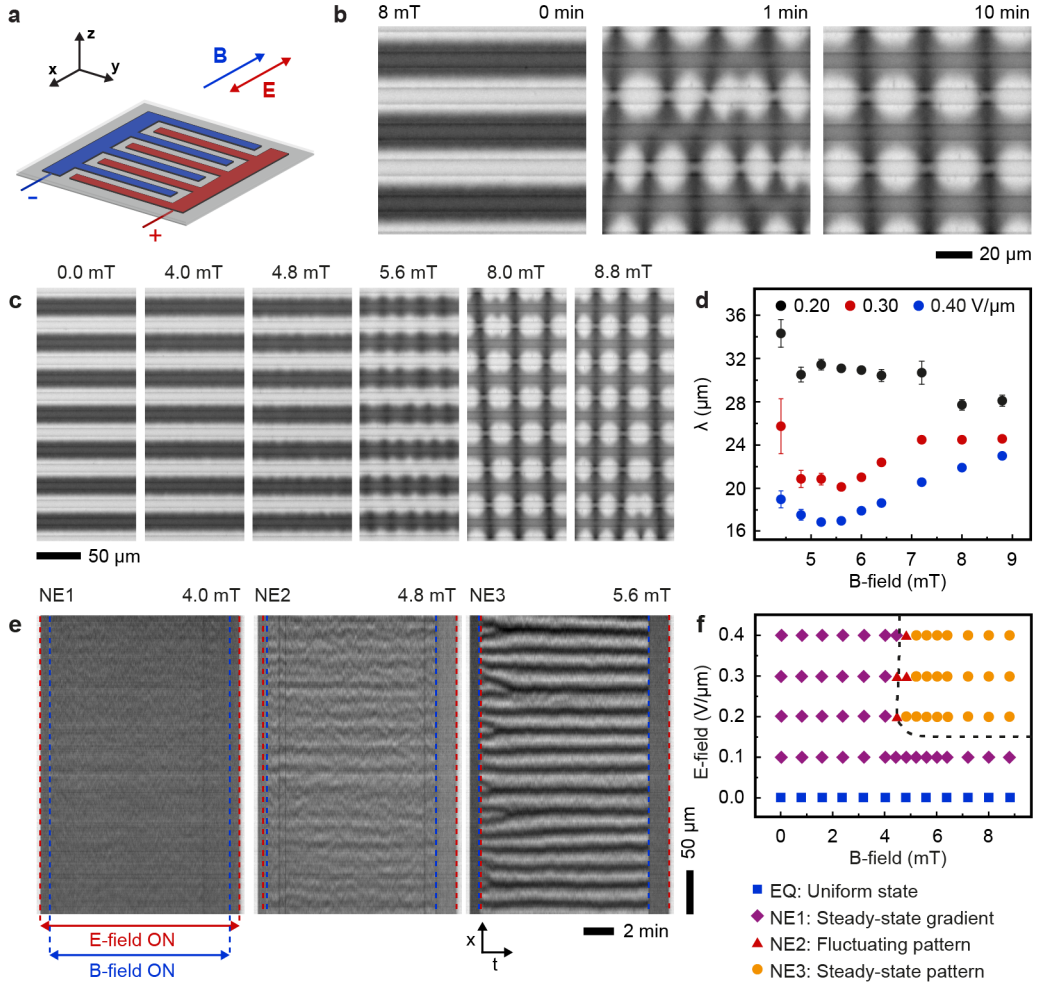 a
z
x
y
B
E
-
+
b
8 mT
0 min
1 min
10 min
20 µm
0.0 mT
4.0 mT
4.8 mT
5.6 mT
8.0 mT
8.8 mT
c
50 µm
d
0.20
0.30
0.40 V/µm
36
32
28
24
20
16
λ (µm)
5
6
7
8
9
B-field (mT)
e
NE1
4.0 mT
NE2
4.8 mT
NE3
5.6 mT
E-field ON
B-field ON
x
t
2 min
50 µm
f
0.4
0.3
0.2
0.1
0.0
E-field (V/µm)
0
2
4
6
8
B-field (mT)
EQ: Uniform state
NE1: Steady-state gradient
NE2: Fluctuating pattern
NE3: Steady-state pattern